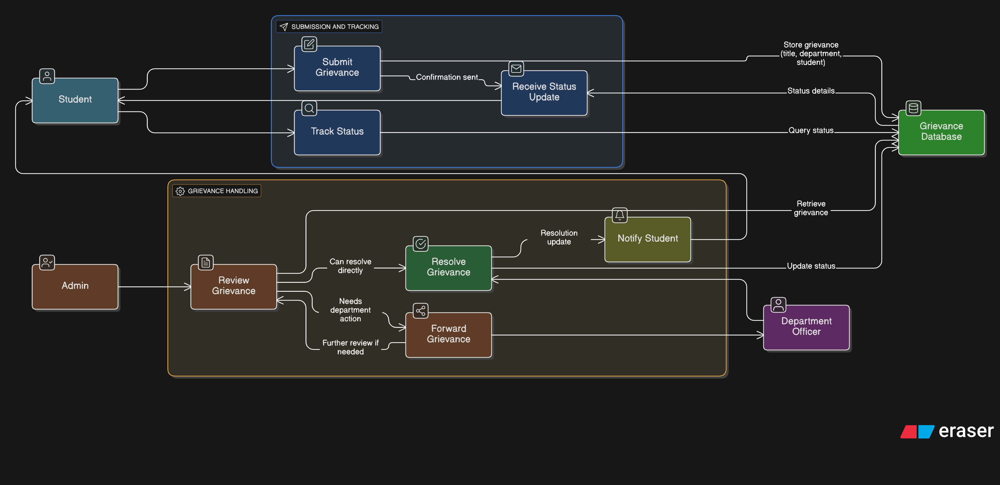 SUBMISSION AND TRACKING
Submit
Grievance
Store grievance
(title, department,
student)
Confirmation sent
Receive Status
Update
Status details
Student
Track Status
Query status
Grievance
Database
GRIEVANCE HANDLING
Retrieve
grievance
Resolution
update
Notify Student
Can resolve
directly
Resolve
Grievance
Update status
Admin
Review
Grievance
Needs
department
action
Forward
Grievance
Further review if
needed
Department
Officer
eraser